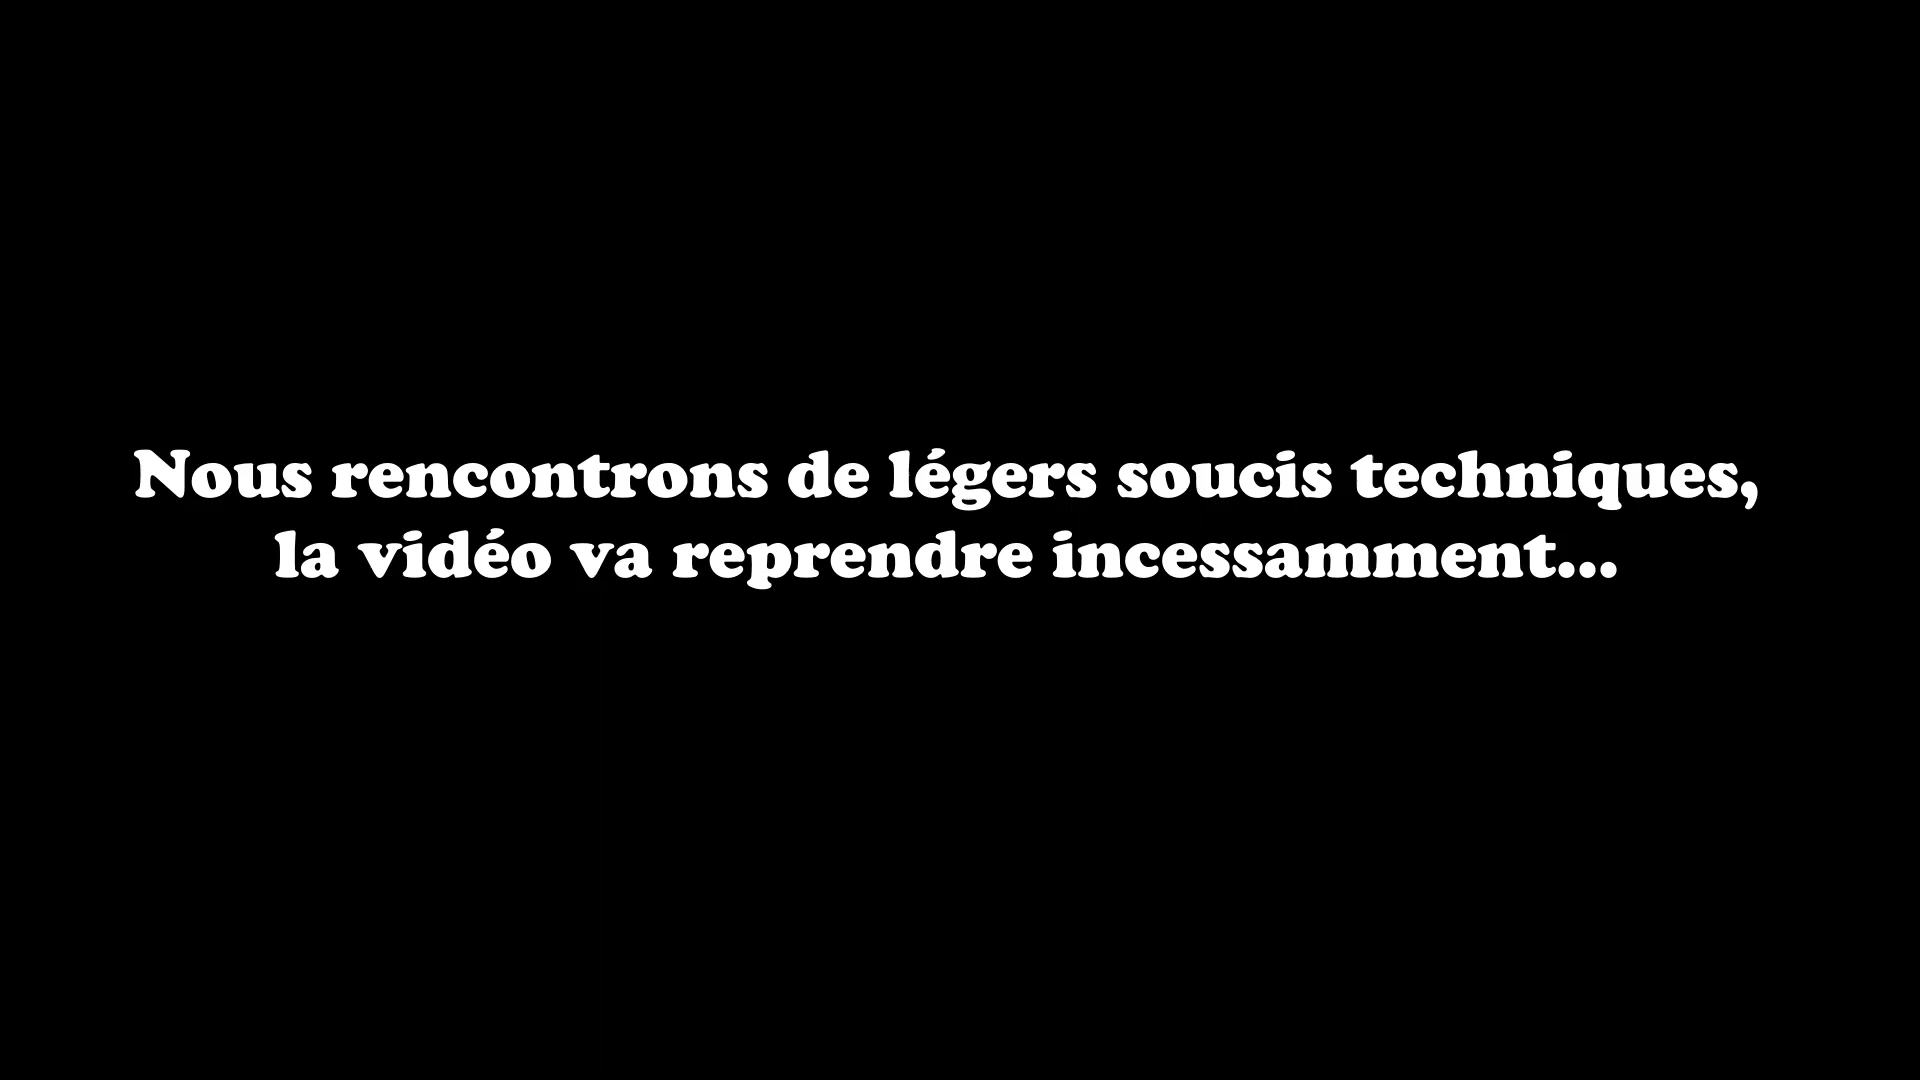 Nous rencontrons de légers soucis techniques,
la vidéo va reprendre incessamment...